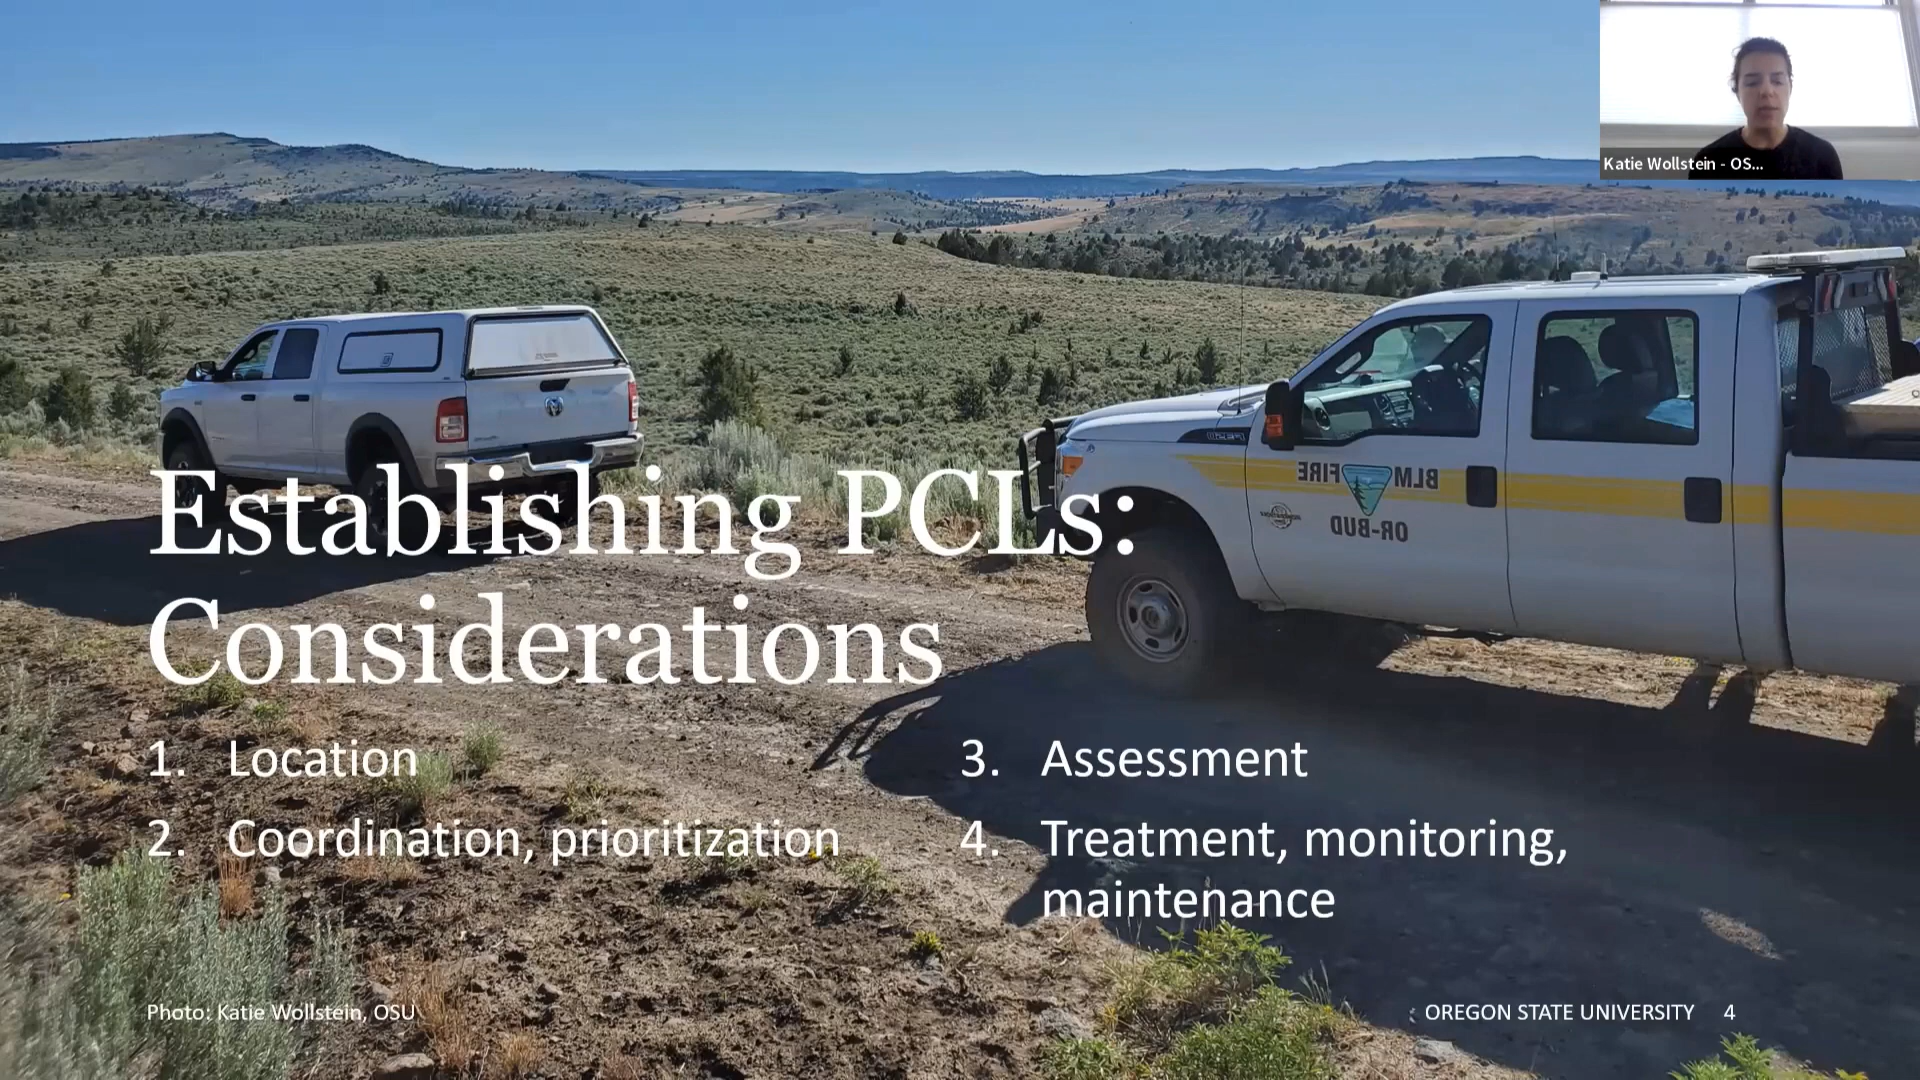 Katie Wollstein - OS...
BLM FIRE
OR-BUD
Establishing PCLs:
Considerations
1. Location
2. Coordination, prioritization
3. Assessment
4. Treatment, monitoring,
maintenance
Photo: Katie Wollstein, OSU
OREGON STATE UNIVERSITY 4